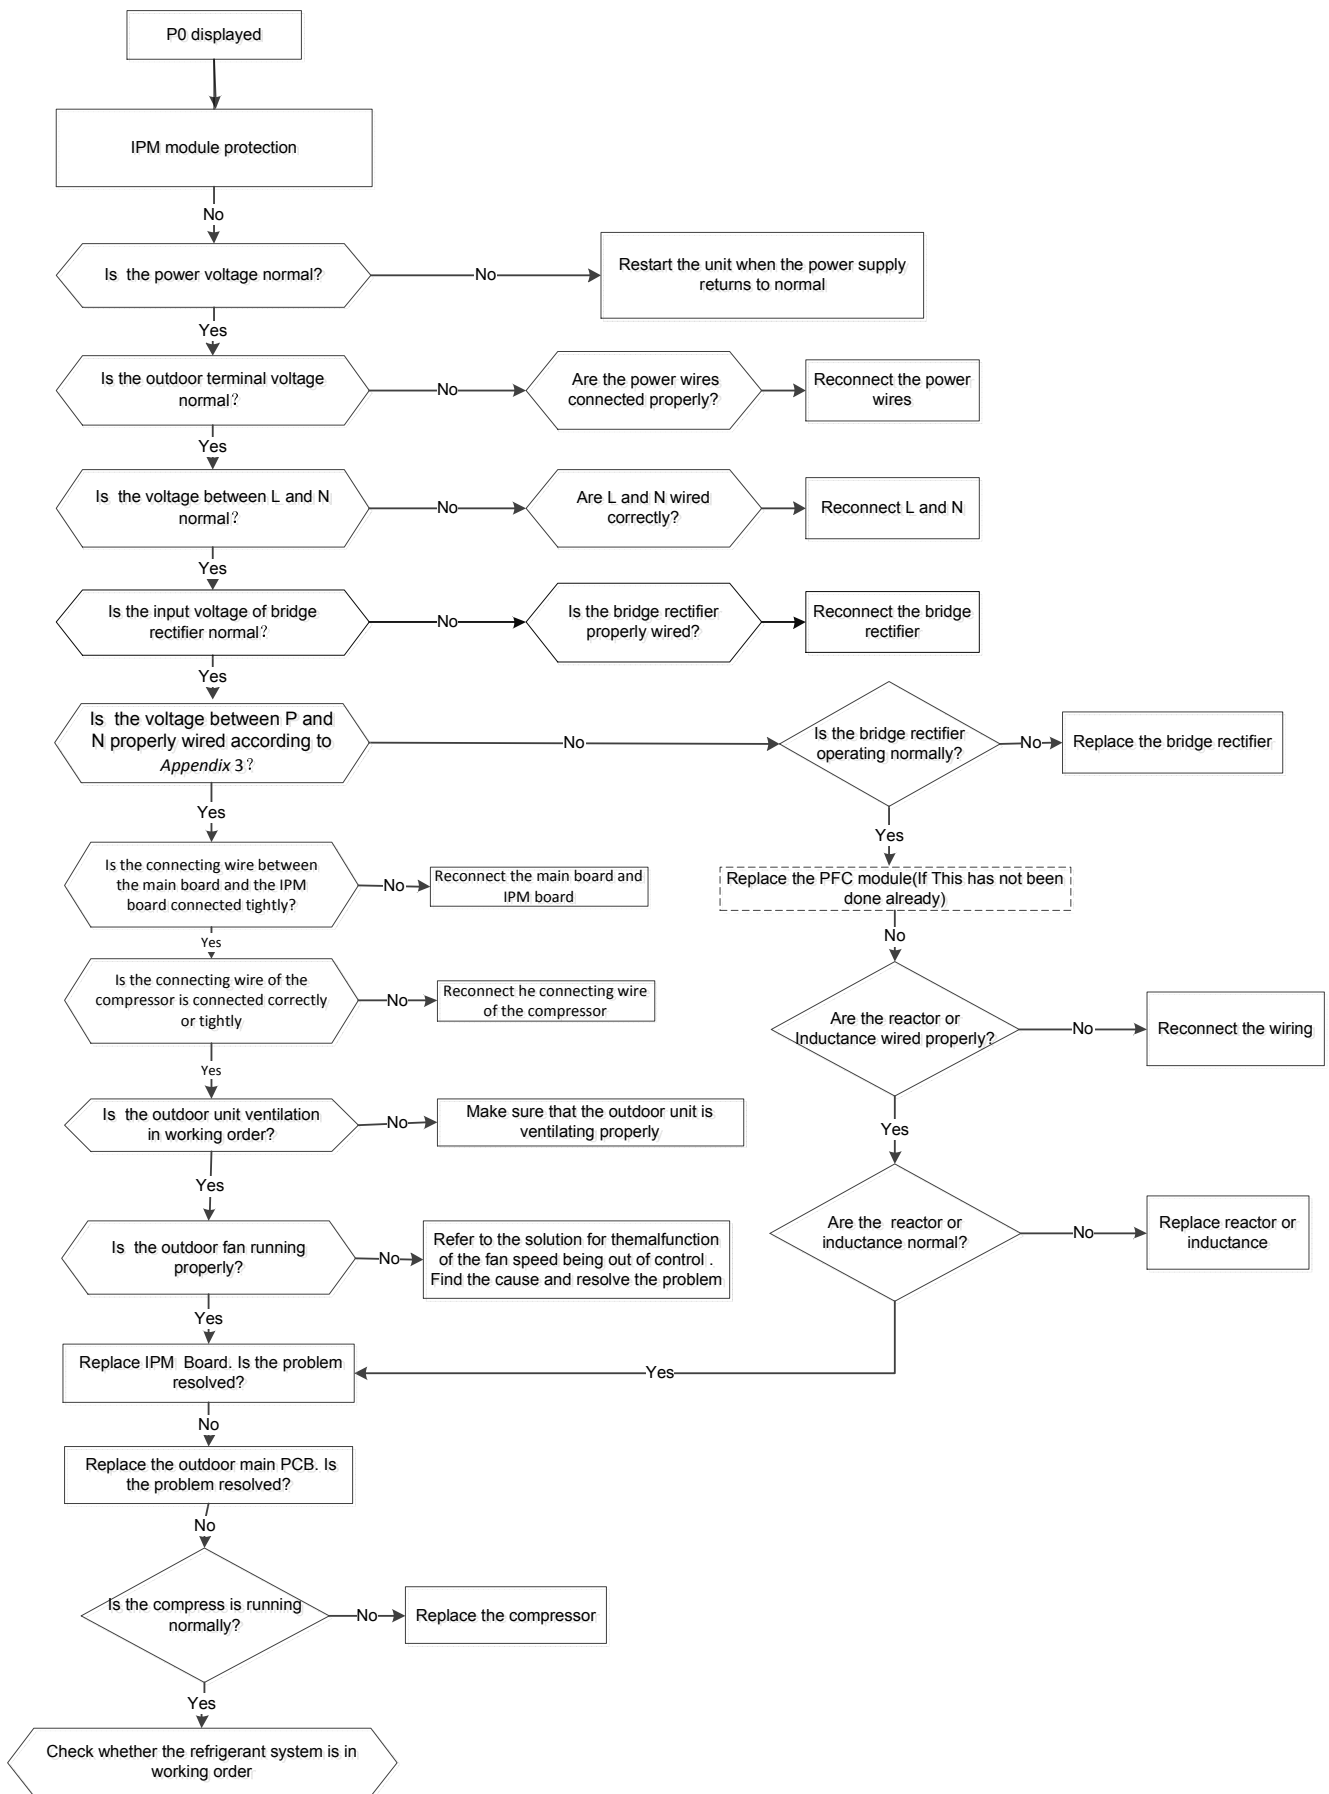 P0 displayed
IPM module protection
No
Is the power voltage normal?
No
Restart the unit when the power supply
returns to normal
Yes
Is the outdoor terminal voltage
normal?
No
Are the power wires
connected properly?
Reconnect the power
wires
Yes
Is the voltage between L and N
normal?
No
Are L and N wired
correctly?
Reconnect L and N
Yes
Is the input voltage of bridge
rectifier normal?
No
Is the bridge rectifier
properly wired?
Reconnect the bridge
rectifier
Yes
Is the voltage between P and
N properly wired according to
Appendix 3?
No
Is the bridge rectifier
operating normally?
No
Replace the bridge rectifier
Yes
Yes
Is the connecting wire between
the main board and the IPM
board connected tightly?
No
Reconnect the main board and
IPM board
Replace the PFC module(If This has not been
done already)
No
Yes
Is the connecting wire of the
compressor is connected correctly
or tightly
No
Reconnect he connecting wire
of the compressor
Are the reactor or
Inductance wired properly?
No
Reconnect the wiring
Yes
Is the outdoor unit ventilation
in working order?
No
Make sure that the outdoor unit is
ventilating properly
Yes
Yes
Is the outdoor fan running
properly?
No
Refer to the solution for themalfunction
of the fan speed being out of control .
Find the cause and resolve the problem
Are the reactor or
inductance normal?
No
Replace reactor or
inductance
Yes
Replace IPM Board. Is the problem
resolved?
Yes
No
Replace the outdoor main PCB. Is
the problem resolved?
No
Is the compress is running
normally?
No
Replace the compressor
Yes
Check whether the refrigerant system is in
working order